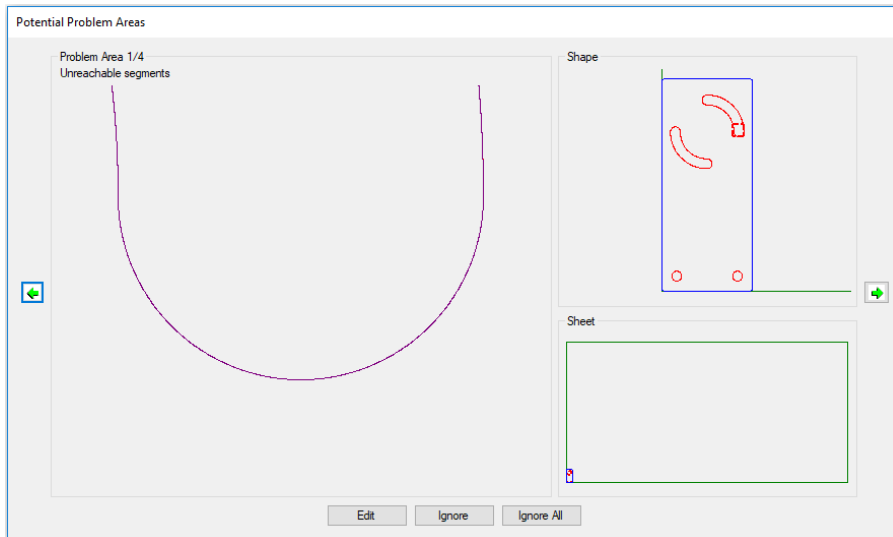 Potential Problem Areas
Problem Area 1/4
Unreachable segments
Shape
Sheet
Edit
Ignore
Ignore All